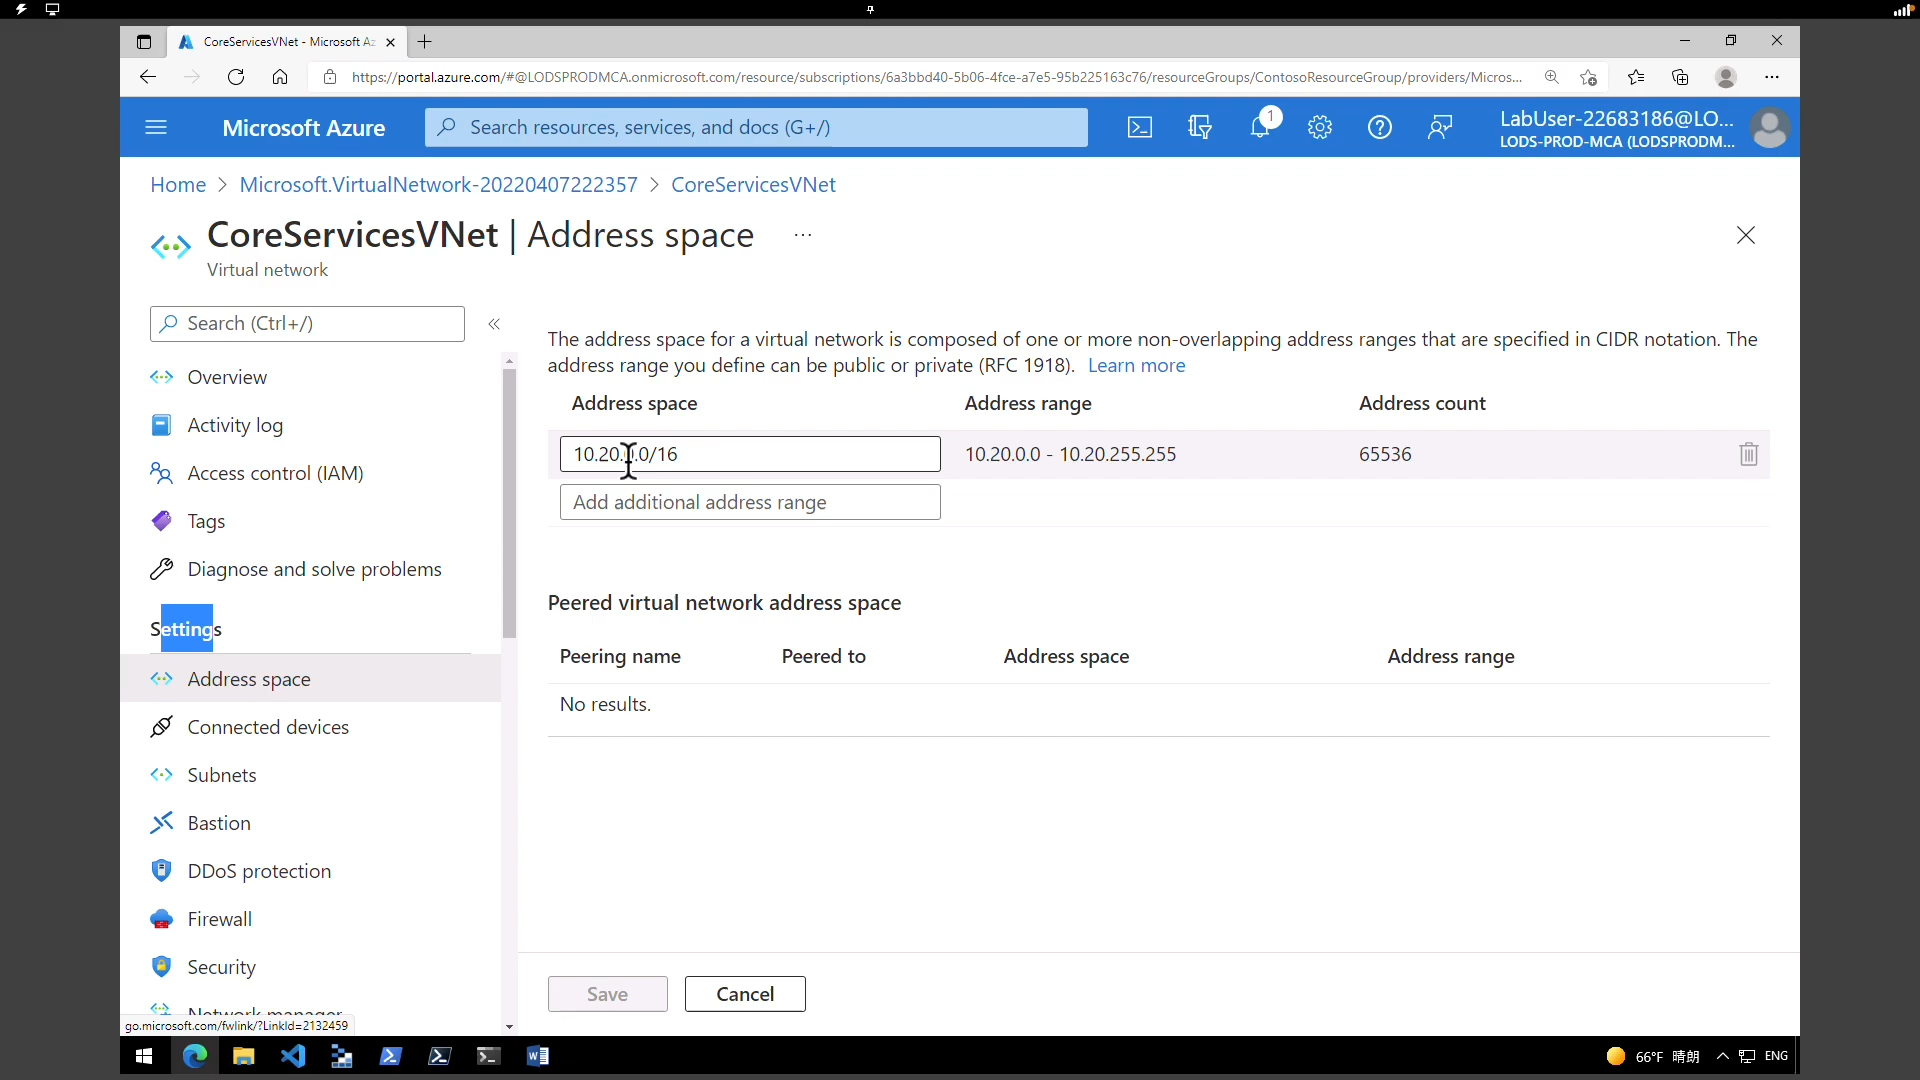 CoreServicesVNet - Microsoft Az
https://portal.azure.com/#@LODSPRODMCA.onmicrosoft.com/resource/subscriptions/6a3bbd40-5b06-4fce-a7e5-95b225163c76/resourceGroups/ContosoResourceGroup/providers/Micros...
Microsoft Azure
Search resources, services, and docs (G+/)
1
LabUser-22683186@LO...
LODS-PROD-MCA (LODSPRODM...
Home > Microsoft.VirtualNetwork-20220407222357 > CoreServicesVNet
CoreServicesVNet | Address space ...
Virtual network
Search (Ctrl+/)
«
Overview
Activity log
Access control (IAM)
Tags
Diagnose and solve problems
Settings
Address space
Connected devices
Subnets
Bastion
DDoS protection
Firewall
Security
Network manager
go.microsoft.com/fwlink/?LinkId=2132459
The address space for a virtual network is composed of one or more non-overlapping address ranges that are specified in CIDR notation. The
address range you define can be public or private (RFC 1918). Learn more
Address space Address range Address count
10.20.0.0/16 10.20.0.0 - 10.20.255.255 65536
Add additional address range
Peered virtual network address space
Peering name Peered to Address space Address range
No results.
Save Cancel
66°F 晴朗 ENG